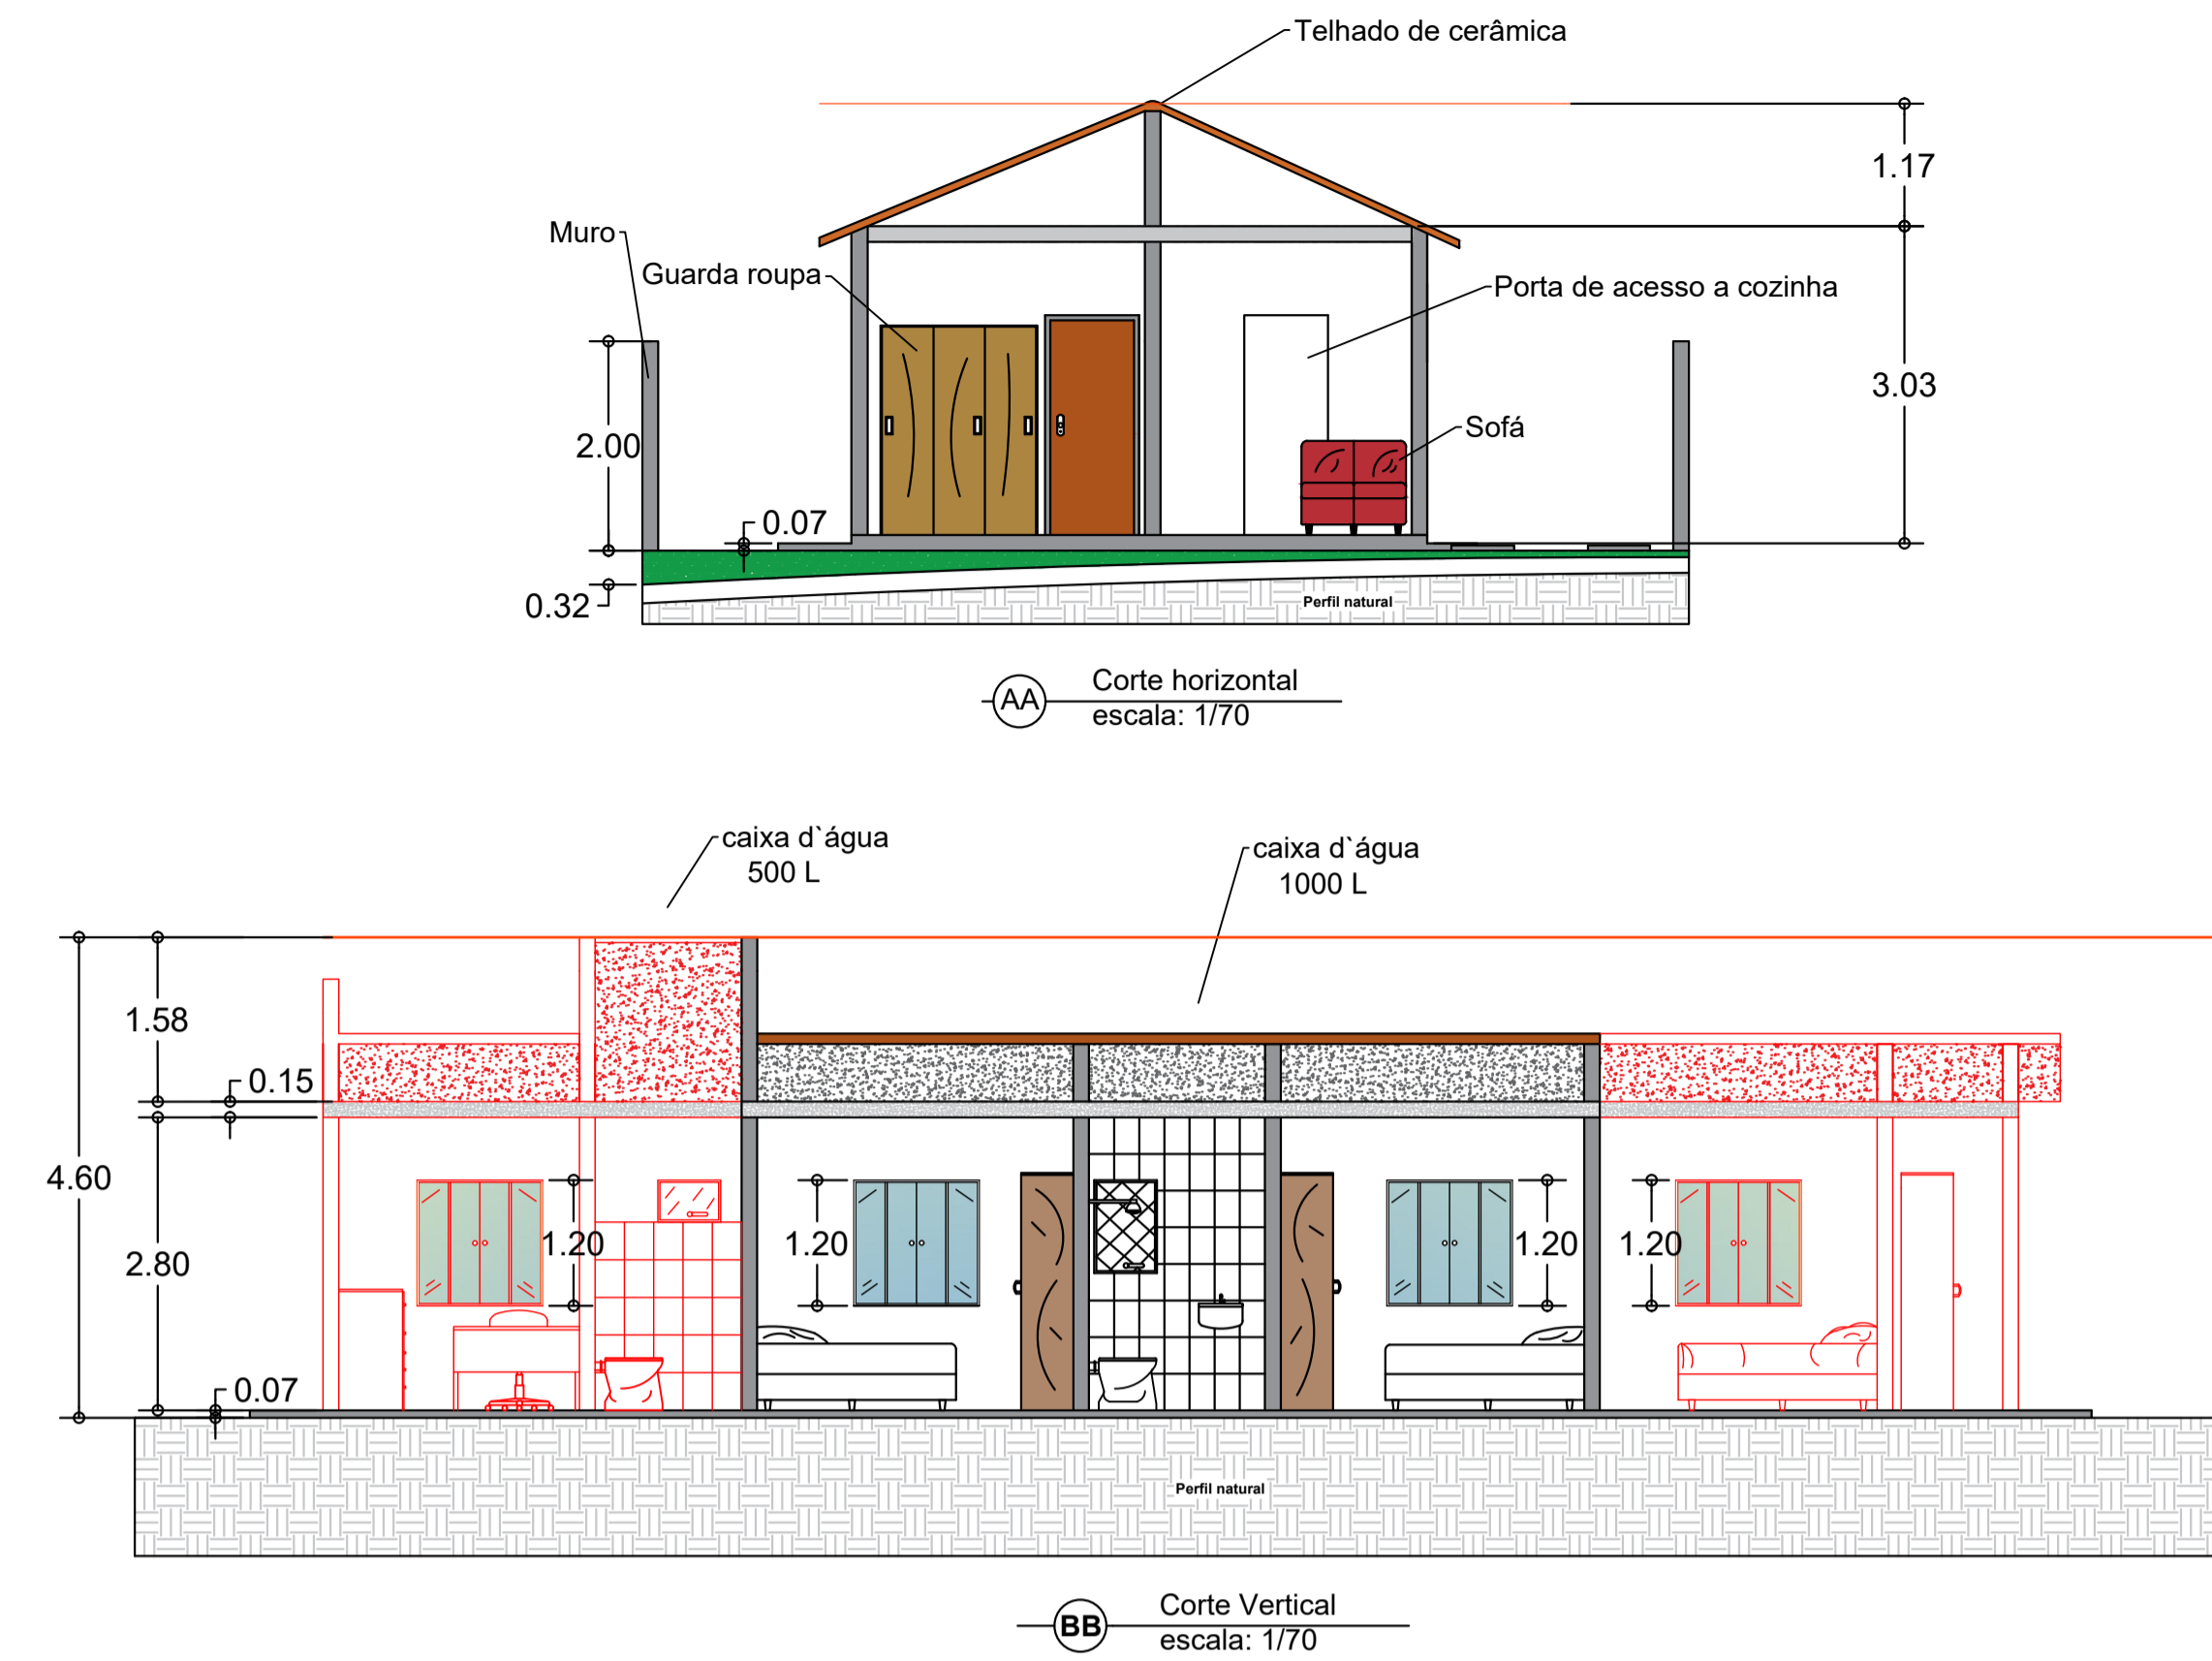 Telhado de cerâmica
1.17
Muro
Guarda roupa
Porta de acesso a cozinha
3.03
Sofá
2.00
0.07
0.32
Perfil natural
AA
Corte horizontal
escala: 1/70
caixa d`água
500 L
caixa d`água
1000 L
1.58
0.15
4.60
2.80
1.20
1.20
1.20
1.20
0.07
Perfil natural
BB
Corte Vertical
escala: 1/70